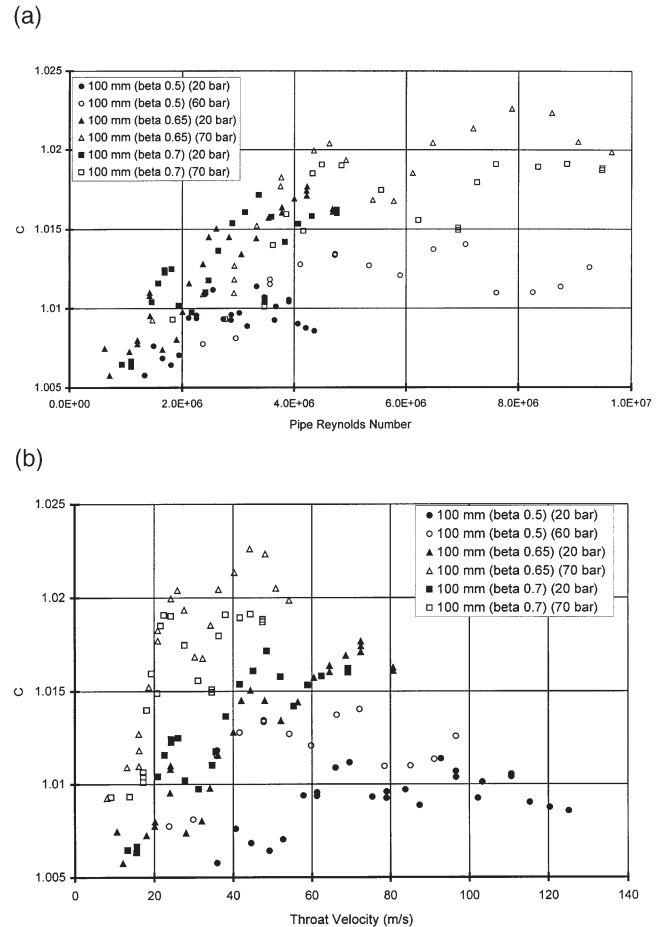 (a)
1.025
100 mm (beta 0.5) (20 bar)
100 mm (beta 0.5) (60 bar)
100 mm (beta 0.65) (20 bar)
100 mm (beta 0.65) (70 bar)
100 mm (beta 0.7) (20 bar)
100 mm (beta 0.7) (70 bar)
1.02
1.015
C
1.01
1.005
0.0E+00 2.0E+06 4.0E+06 6.0E+06 8.0E+06 1.0E+07
Pipe Reynolds Number
(b)
1.025
100 mm (beta 0.5) (20 bar)
100 mm (beta 0.5) (60 bar)
100 mm (beta 0.65) (20 bar)
100 mm (beta 0.65) (70 bar)
100 mm (beta 0.7) (20 bar)
100 mm (beta 0.7) (70 bar)
1.02
1.015
C
1.01
1.005
0 20 40 60 80 100 120 140
Throat Velocity (m/s)